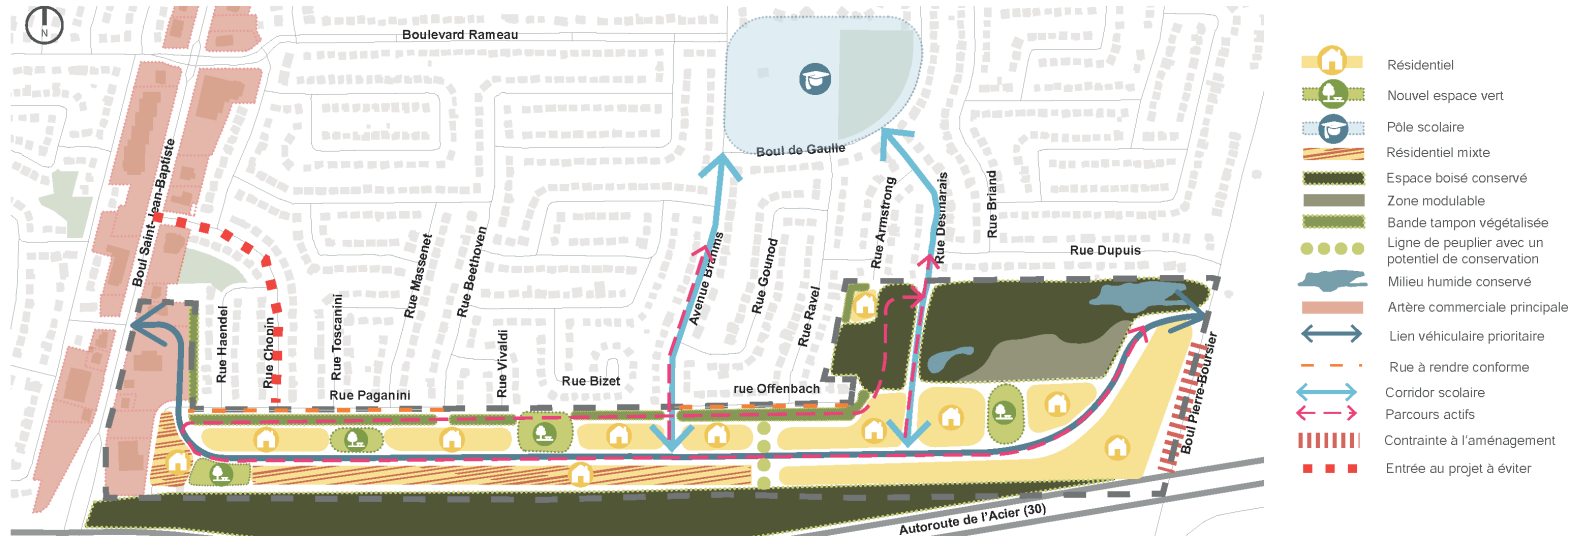 N
Boulevard Rameau
Boul Saint-Jean-Baptiste
Boul de Gaulle
Rue Massenet
Rue Beethoven
Avenue Brahms
Rue Gounod
Rue Ravel
Rue Armstrong
Rue Desmarais
Rue Briand
Rue Dupuis
Rue Haendel
Rue Chopin
Rue Toscanini
Rue Vivaldi
Rue Paganini
Rue Bizet
rue Offenbach
Boul Pierre-Boursier
Autoroute de l'Acier (30)
Résidentiel
Nouvel espace vert
Pôle scolaire
Résidentiel mixte
Espace boisé conservé
Zone modulable
Bande tampon végétalisée
Ligne de peuplier avec un
potentiel de conservation
Milieu humide conservé
Artère commerciale principale
Lien véhiculaire prioritaire
Rue à rendre conforme
Corridor scolaire
Parcours actifs
Contrainte à l'aménagement
Entrée au projet à éviter